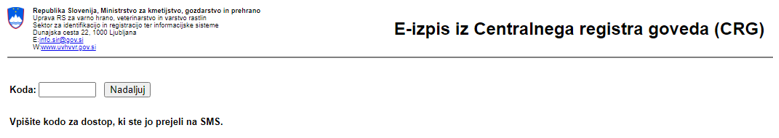 Republika Slovenija, Ministrstvo za kmetijstvo, gozdarstvo in prehrano
Uprava RS za varno hrano, veterinarstvo in varstvo rastlin
Sektor za identifikacijo in registracijo ter informacijske sisteme
Dunajska cesta 22, 1000 Ljubljana
E:info.sir@gov.si
W:www.uvhvvr.gov.si
E-izpis iz Centralnega registra goveda (CRG)
Koda: Nadaljuj
Vpišite kodo za dostop, ki ste jo prejeli na SMS.